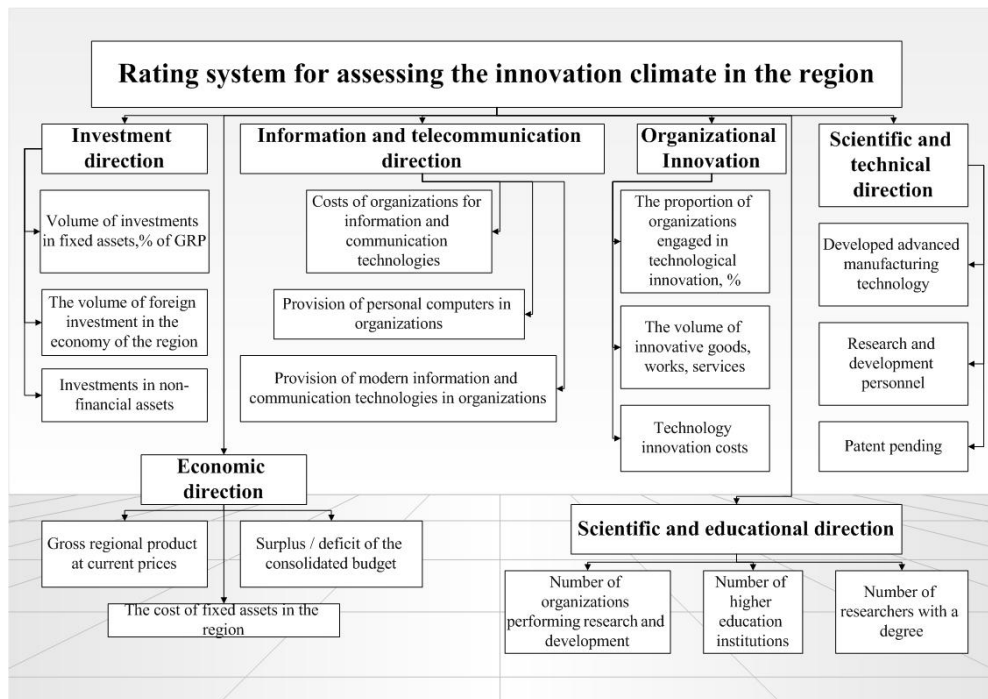 Rating system for assessing the innovation climate in the region
Investment
direction
Volume of investments
in fixed assets,% of GRP
The volume of foreign
investment in the
economy of the region
Investments in non-
financial assets
Information and telecommunication
direction
Costs of organizations for
information and
communication
technologies
Provision of personal computers in
organizations
Provision of modern information and
communication technologies in organizations
Organizational
Innovation
The proportion of
organizations
engaged in
technological
innovation, %
The volume of
innovative goods,
works, services
Technology
innovation costs
Scientific and
technical
direction
Developed advanced
manufacturing
technology
Research and
development
personnel
Patent pending
Economic
direction
Gross regional product
at current prices
Surplus / deficit of the
consolidated budget
The cost of fixed assets in the
region
Scientific and educational direction
Number of
organizations
performing research and
development
Number of
higher
education
institutions
Number of
researchers with a
degree